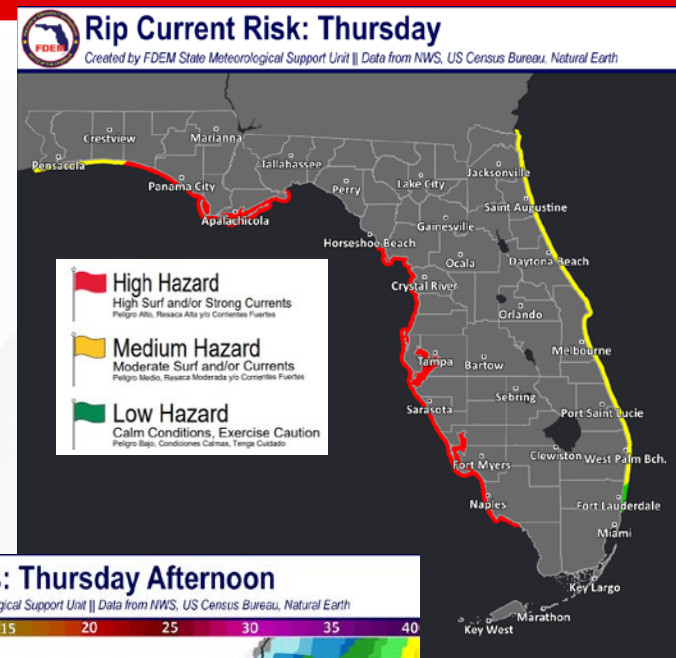 FDEM
Rip Current Risk: Thursday
Created by FDEM State Meteorological Support Unit || Data from NWS, US Census Bureau, Natural Earth
Crestview
Marianna
Pensacola
Tallahassee
Jacksonville
Panama City
Perry
Lake City
Apalachicola
Saint Augustine
Gainesville
Horseshoe Beach
Ocala
Daytona Beach
Crystal River
Orlando
Tampa
Bartow
Melbourne
Sebring
Sarasota
Port Saint Lucie
Fort Myers
Clewiston
West Palm Bch.
Naples
Fort Lauderdale
Miami
Key Largo
Marathon
Key West
High Hazard
High Surf and/or Strong Currents
Peligro Alto, Resaca Alta y/o Corrientes Fuertes
Medium Hazard
Moderate Surf and/or Currents
Peligro Medio, Resaca Moderada y/o Corrientes Fuertes
Low Hazard
Calm Conditions, Exercise Caution
Peligro Bajo, Condiciones Calmas, Tenga Cuidado
: Thursday Afternoon
gical Support Unit || Data from NWS, US Census Bureau, Natural Earth
15 20 25 30 35 40